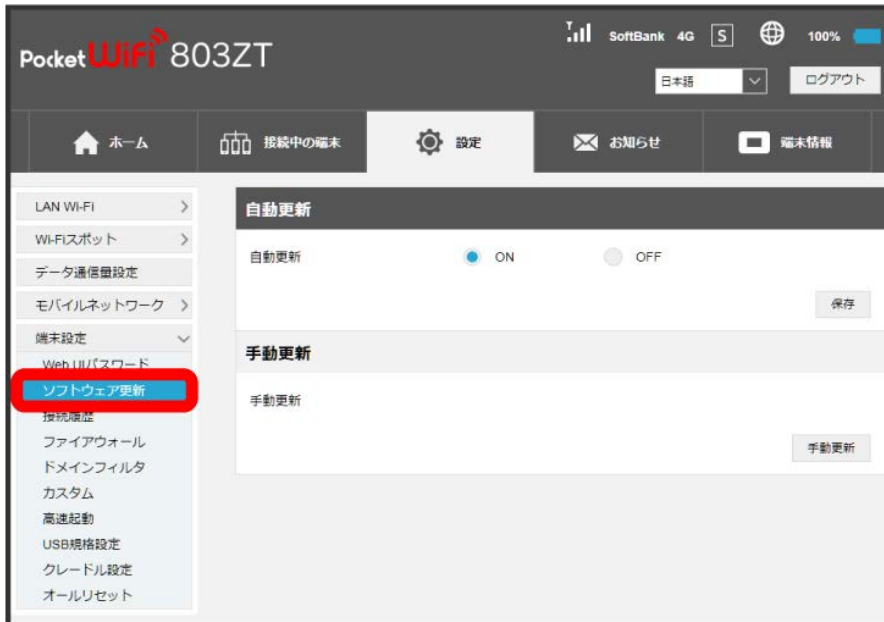 Pocket WiFi 803ZT
SoftBank 4G S 100%
日本語 ログアウト
ホーム 接続中の端末 設定 お知らせ 端末情報
LAN Wi-Fi
Wi-Fiスポット
データ通信量設定
モバイルネットワーク
端末設定
Web UIパスワード
ソフトウェア更新
接続履歴
ファイアウォール
ドメインフィルタ
カスタム
高速起動
USB規格設定
クレードル設定
オールリセット
自動更新
自動更新 ON OFF
保存
手動更新
手動更新
手動更新